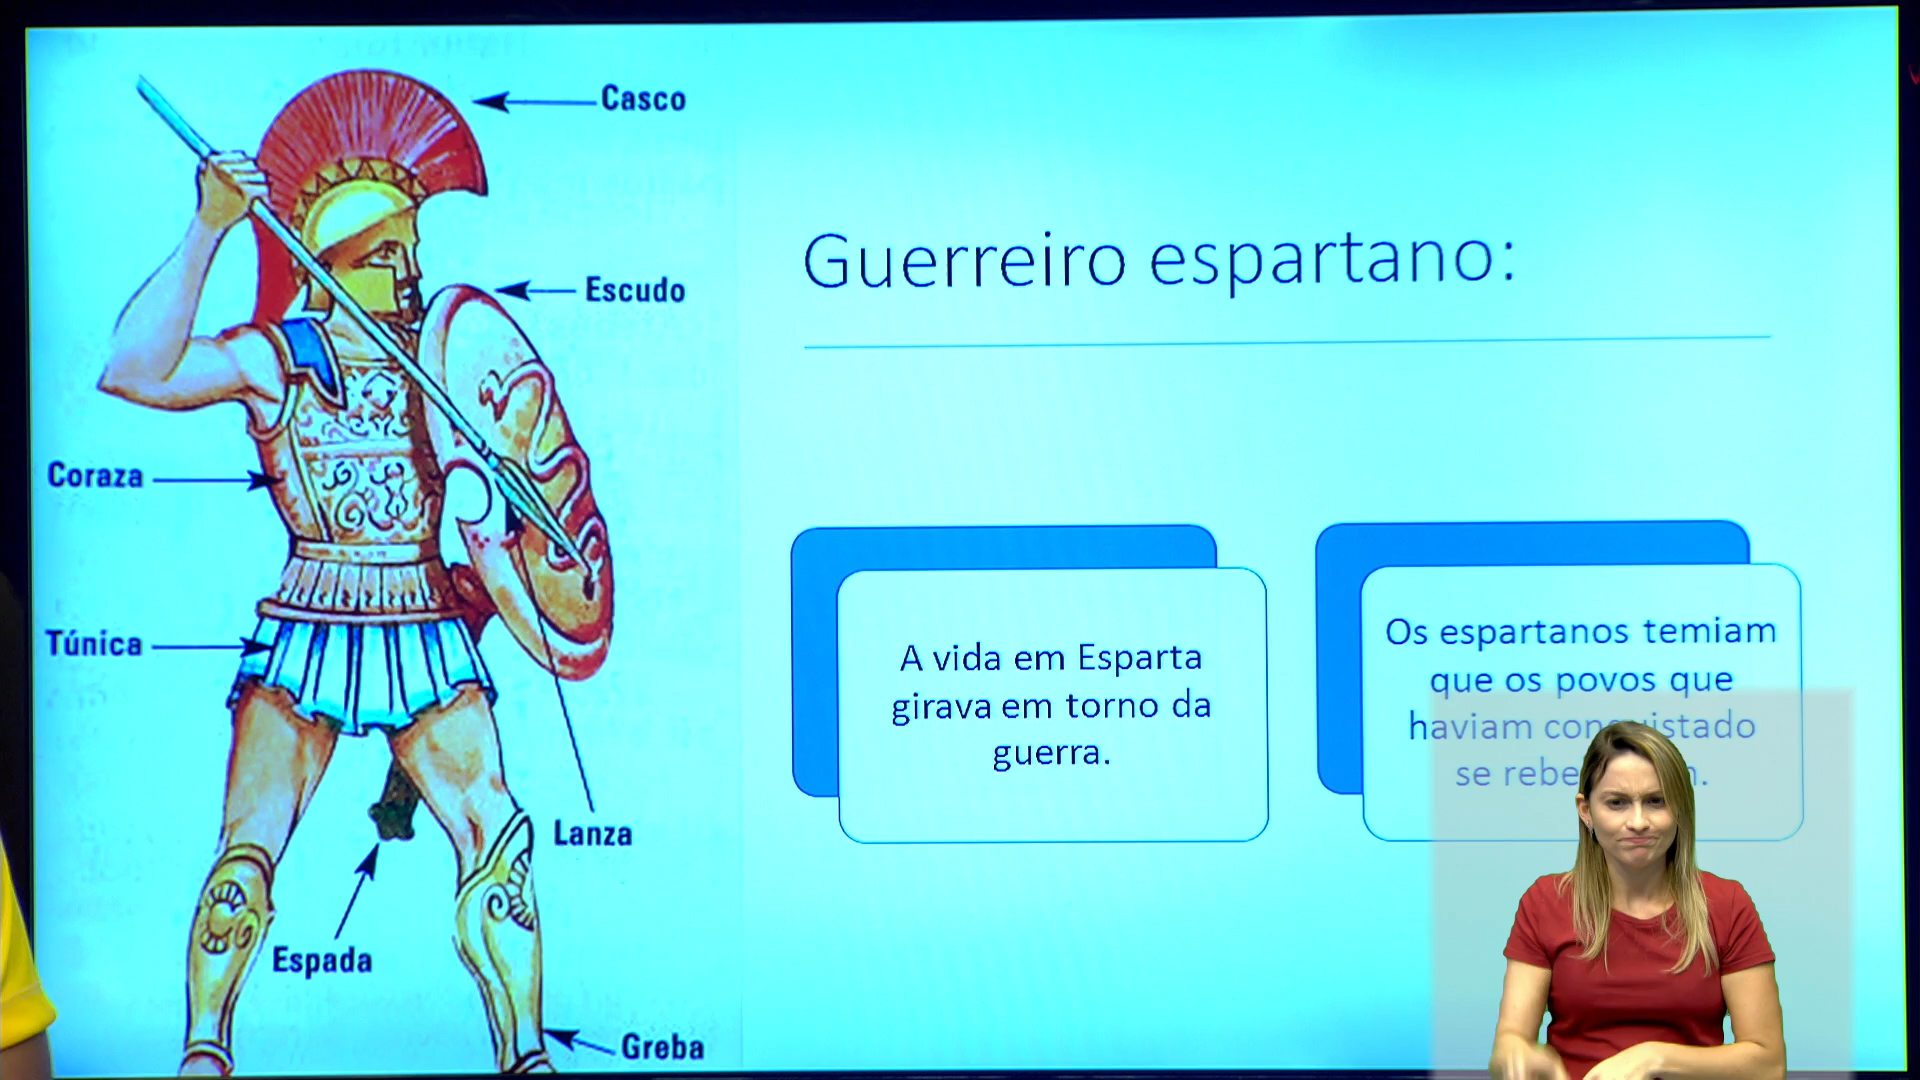 Casco
Escudo
Coraza
Túnica
Lanza
Espada
Greba
Guerreiro espartano:
A vida em Esparta
girava em torno da
guerra.
Os espartanos temiam
que os povos que
haviam
se